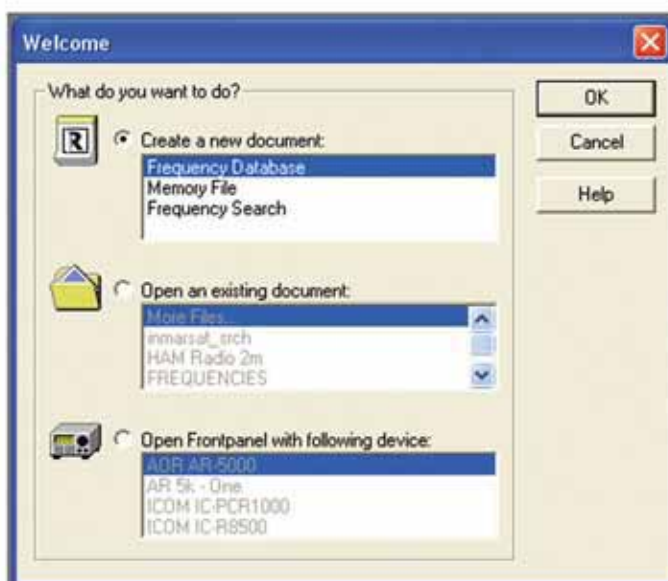 Welcome
What do you want to do?
OK
R
Create a new document:
Cancel
Frequency Database
Memory File
Help
Frequency Search
Open an existing document:
More Files...
inmarsat_srch
HAM Radio 2m
FREQUENCIES
Open Frontpanel with following device:
AOR AR-5000
AR 5k - One
ICOM IC-PCR1000
ICOM IC-R8500